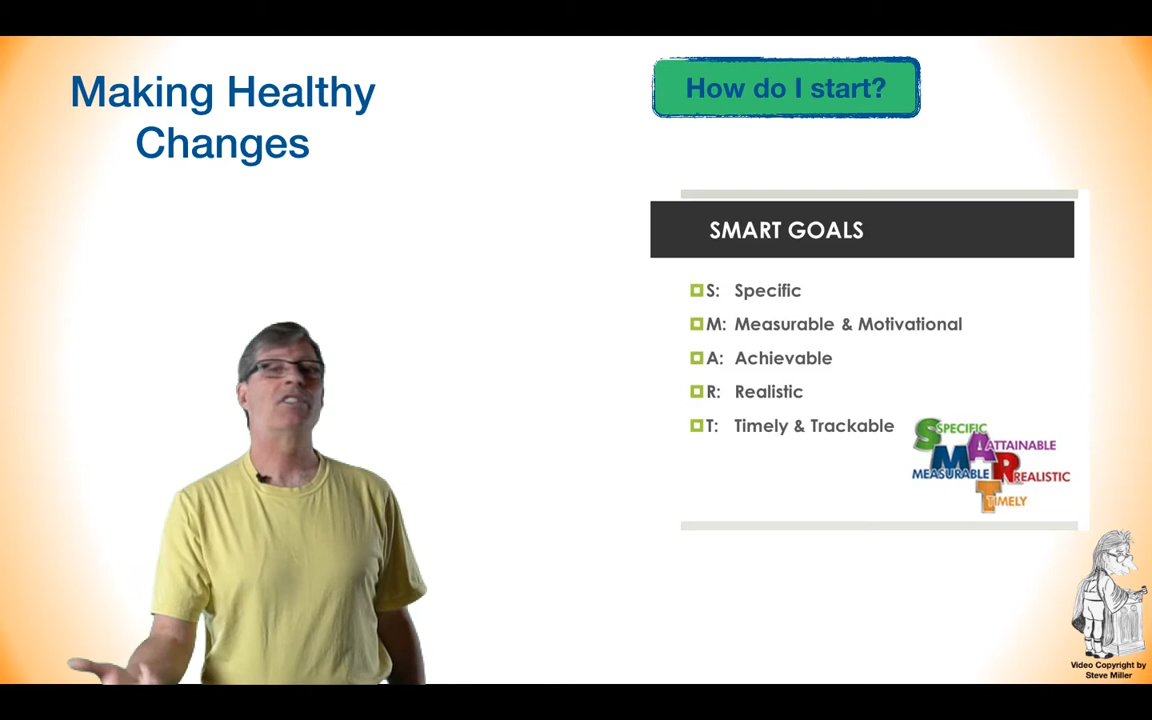 Making Healthy
Changes
How do I start?
SMART GOALS
S: Specific
M: Measurable & Motivational
A: Achievable
R: Realistic
T: Timely & Trackable
SPECIFIC
ATTAINABLE
MEASURABLE
REALISTIC
TIMELY
Video Copyright by
Steve Miller